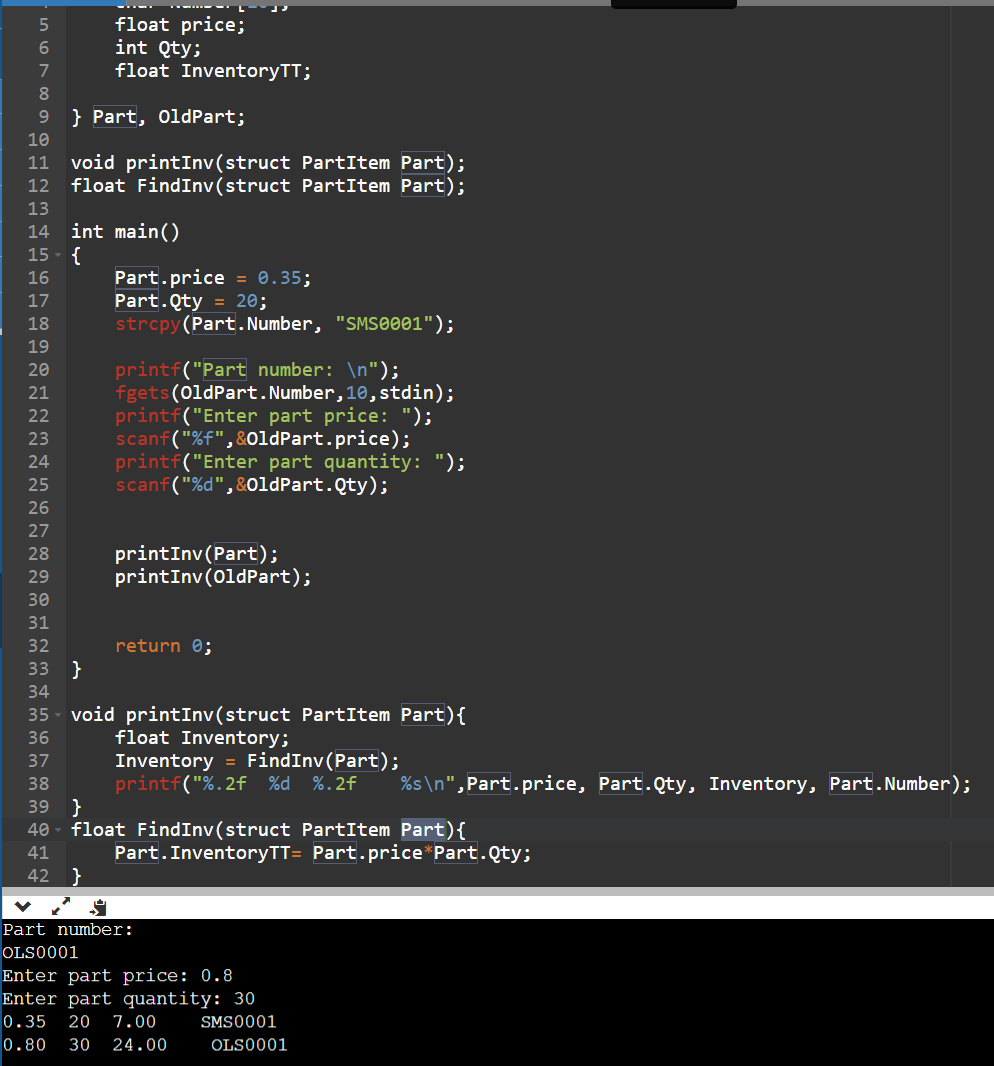 5 float price;
6 int Qty;
7 float InventoryTT;
8
9 } Part, OldPart;
10
11 void printInv(struct PartItem Part);
12 float FindInv(struct PartItem Part);
13
14 int main()
15 {
16 Part.price = 0.35;
17 Part.Qty = 20;
18 strcpy(Part.Number, "SMS0001");
19
20 printf("Part number: \n");
21 fgets(OldPart.Number,10,stdin);
22 printf("Enter part price: ");
23 scanf("%f",&OldPart.price);
24 printf("Enter part quantity: ");
25 scanf("%d",&OldPart.Qty);
26
27
28 printInv(Part);
29 printInv(OldPart);
30
31
32 return 0;
33 }
34
35 void printInv(struct PartItem Part){
36 float Inventory;
37 Inventory = FindInv(Part);
38 printf("%.2f  %d  %.2f    %s\n",Part.price, Part.Qty, Inventory, Part.Number);
39 }
40 float FindInv(struct PartItem Part){
41 Part.InventoryTT= Part.price*Part.Qty;
42 }
Part number:
OLS0001
Enter part price: 0.8
Enter part quantity: 30
0.35  20  7.00    SMS0001
0.80  30  24.00    OLS0001